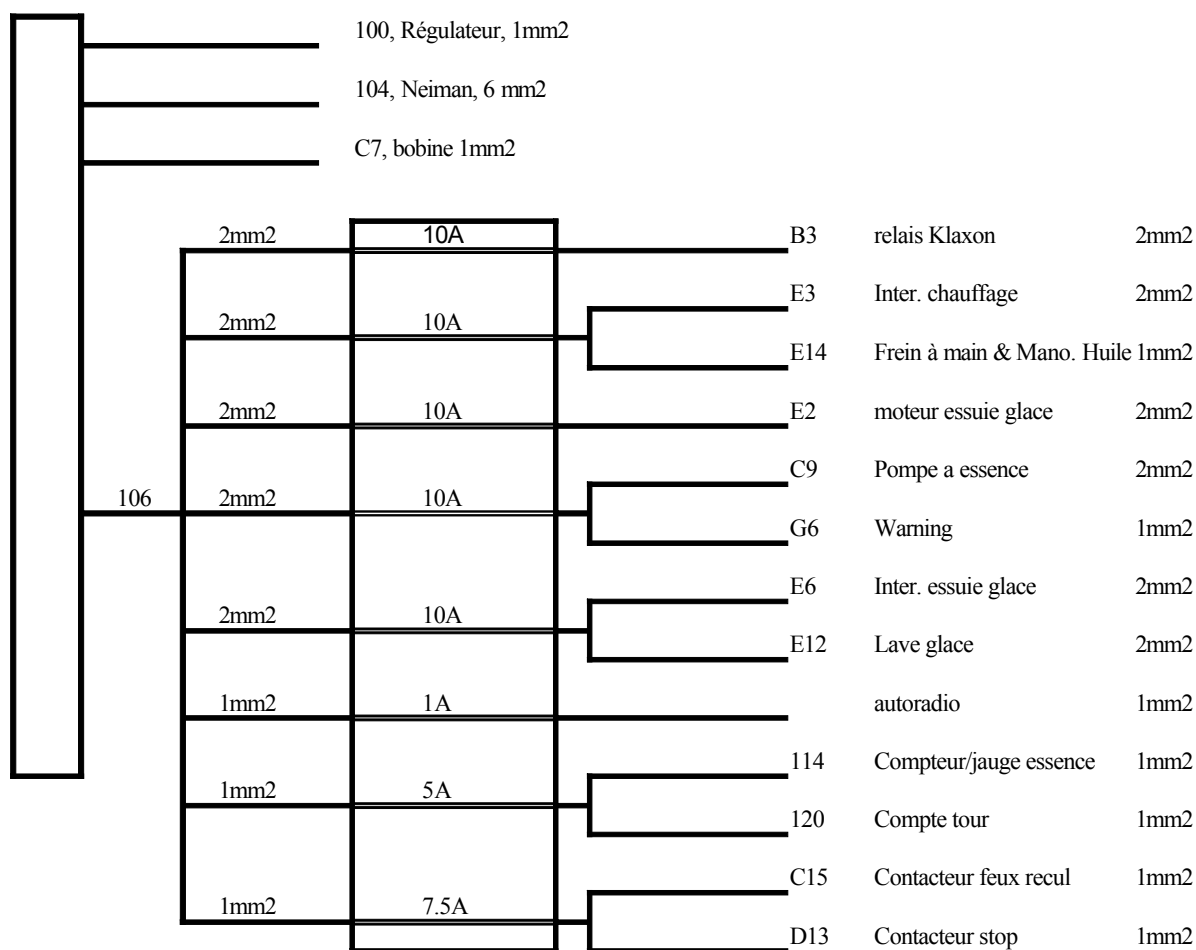 100, Régulateur, 1mm2
104, Neiman, 6 mm2
C7, bobine 1mm2
2mm2 10A B3 relais Klaxon 2mm2
E3 Inter. chauffage 2mm2
2mm2 10A
E14 Frein à main & Mano. Huile 1mm2
2mm2 10A E2 moteur essuie glace 2mm2
C9 Pompe a essence 2mm2
106 2mm2 10A
G6 Warning 1mm2
E6 Inter. essuie glace 2mm2
2mm2 10A
E12 Lave glace 2mm2
1mm2 1A autoradio 1mm2
114 Compteur/jauge essence 1mm2
1mm2 5A
120 Compte tour 1mm2
C15 Contacteur feux recul 1mm2
1mm2 7.5A
D13 Contacteur stop 1mm2